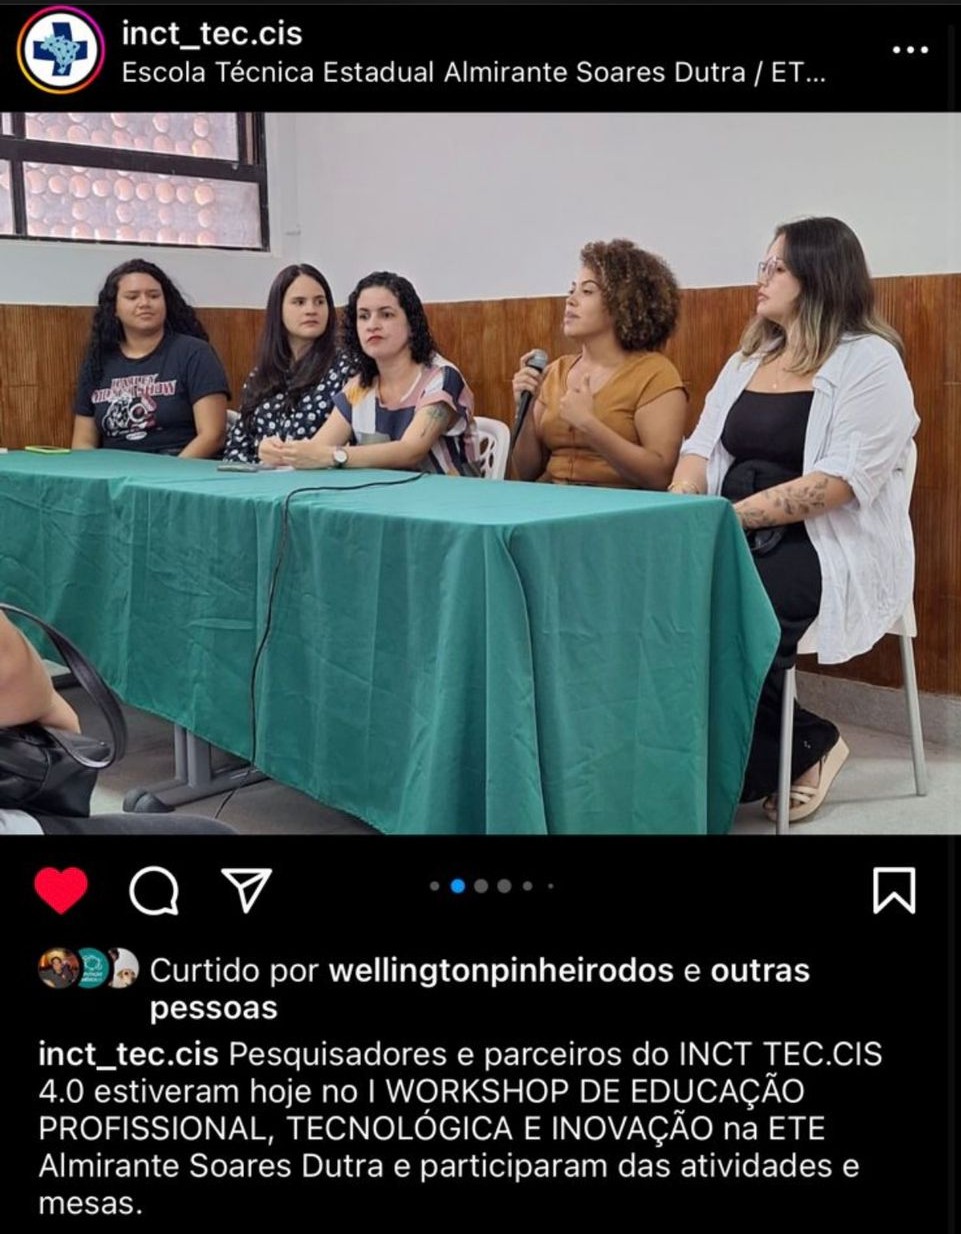 inct_tec.cis
Escola Técnica Estadual Almirante Soares Dutra / ET...
Curtido por wellingtonpinheirodos e outras
pessoas
inct_tec.cis Pesquisadores e parceiros do INCT TEC.CIS
4.0 estiveram hoje no I WORKSHOP DE EDUCAÇÃO
PROFISSIONAL, TECNOLÓGICA E INOVAÇÃO na ETE
Almirante Soares Dutra e participaram das atividades e
mesas.